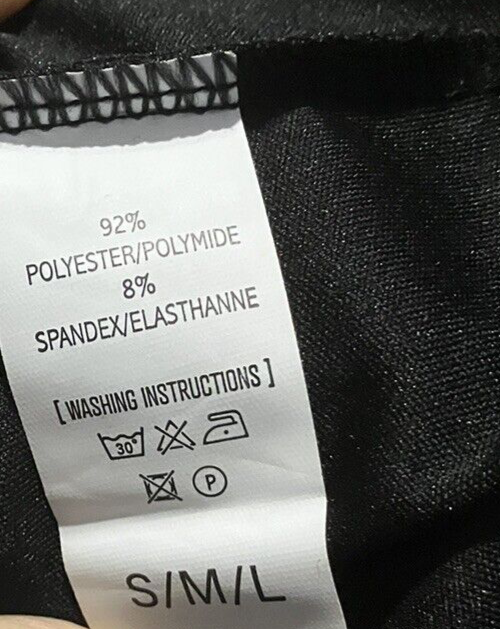 92%
POLYESTER/POLYMIDE
8%
SPANDEX/ELASTHANNE
[WASHING INSTRUCTIONS]
30°
P
S/M/L